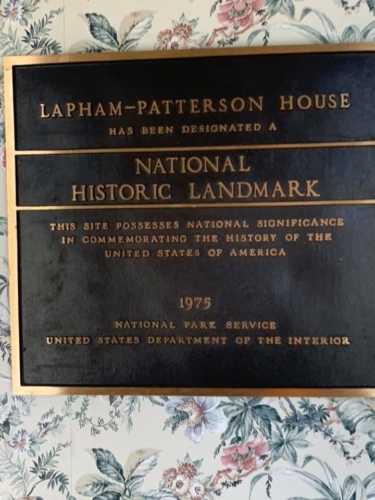 LAPHAM-PATTERSON HOUSE
HAS BEEN DESIGNATED A
NATIONAL
HISTORIC LANDMARK
THIS SITE POSSESSES NATIONAL SIGNIFICANCE
IN COMMEMORATING THE HISTORY OF THE
UNITED STATES OF AMERICA
1975
NATIONAL PARK SERVICE
UNITED STATES DEPARTMENT OF THE INTERIOR